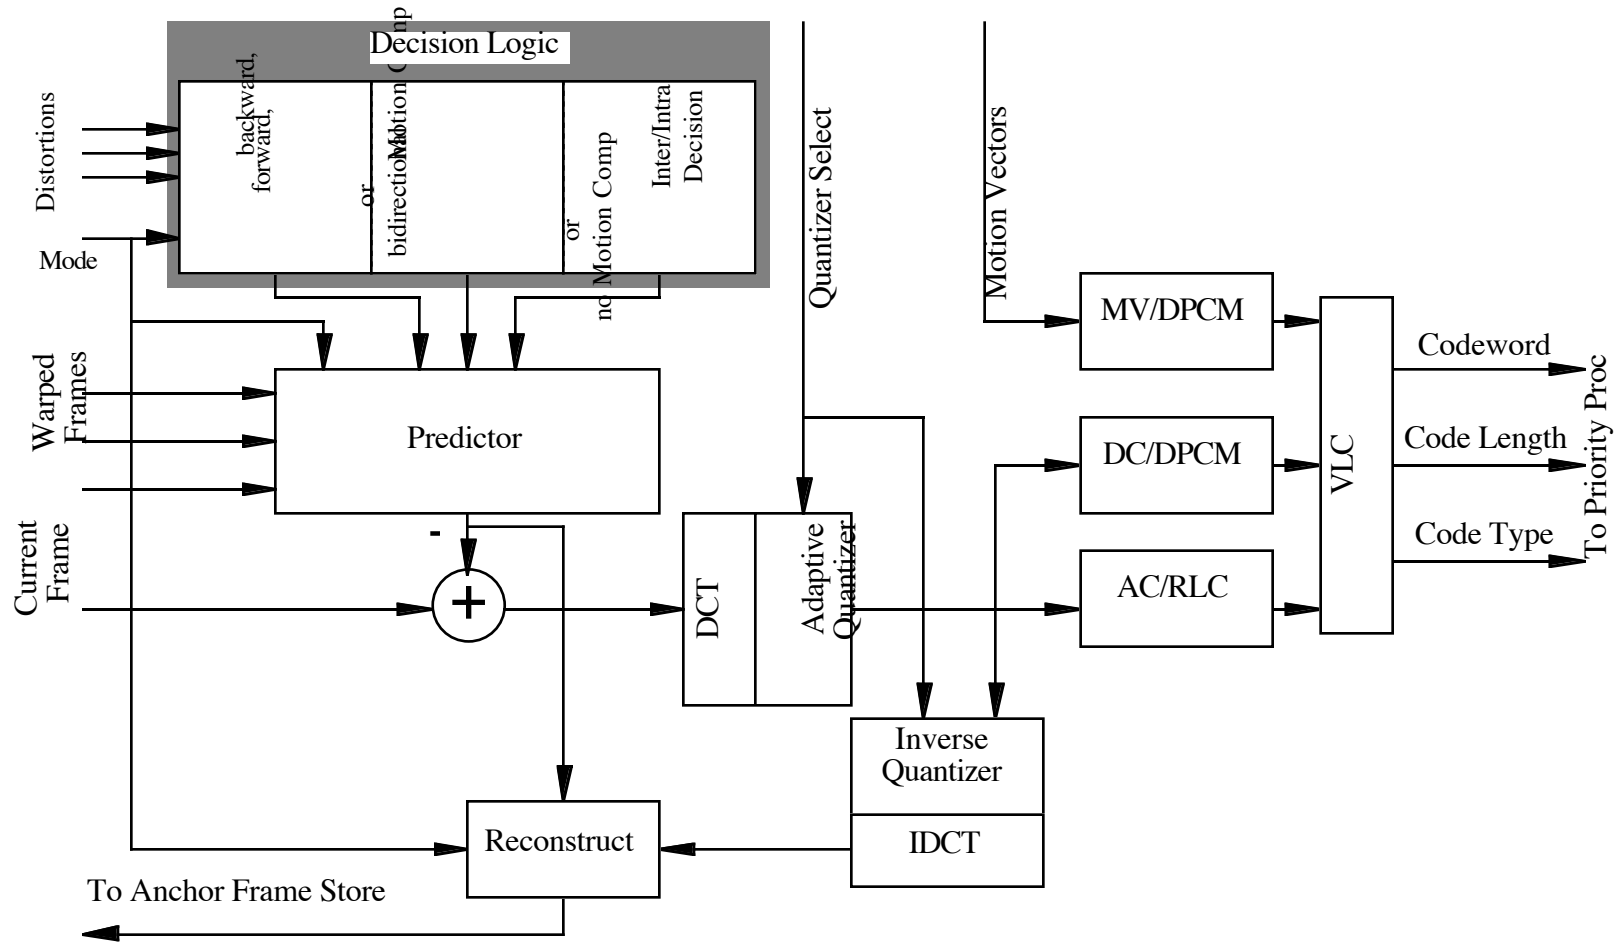 Decision Logic
backward,
forward,
or
bidirectional
Motion Comp
Motion Comp
or
no Motion Comp
Inter/Intra
Decision
Distortions
Mode
Quantizer Select
Motion Vectors
MV/DPCM
Warped
Frames
Predictor
DC/DPCM
VLC
Codeword
Code Length
Code Type
To Priority Proc
Current
Frame
-
+
DCT
Adaptive
Quantizer
AC/RLC
Inverse
Quantizer
IDCT
Reconstruct
To Anchor Frame Store